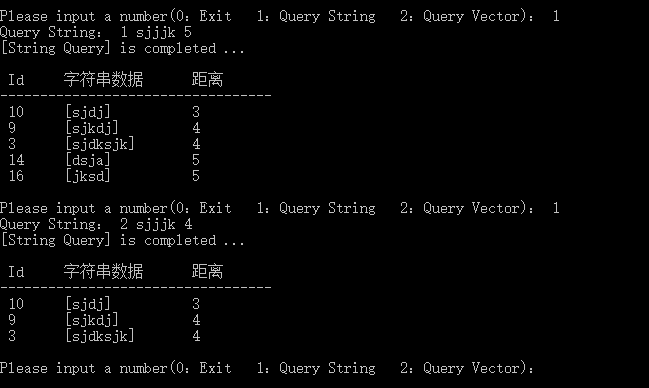 Please input a number(0：Exit 1：Query String 2：Query Vector)： 1
Query String： 1 sjjjk 5
[String Query] is completed ...
Id 字符串数据 距离
---------------------------------
10 [sjdj] 3
9 [sjkdj] 4
3 [sjdksjk] 4
14 [dsja] 5
16 [jksd] 5
Please input a number(0：Exit 1：Query String 2：Query Vector)： 1
Query String： 2 sjjjk 4
[String Query] is completed ...
Id 字符串数据 距离
---------------------------------
10 [sjdj] 3
9 [sjkdj] 4
3 [sjdksjk] 4
Please input a number(0：Exit 1：Query String 2：Query Vector)：